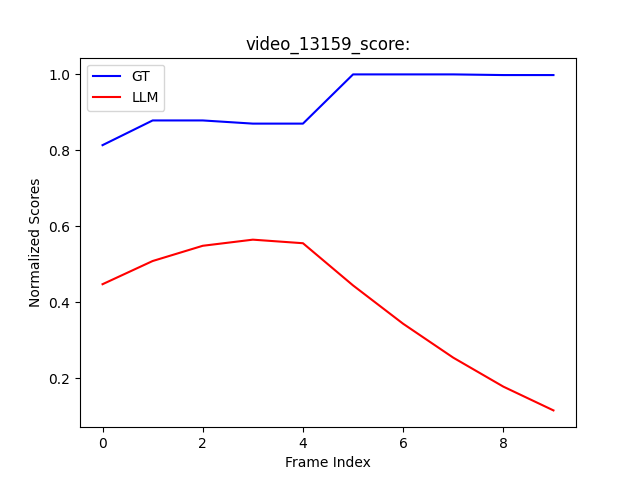 video_13159_score:
GT
LLM
1.0
0.8
0.6
0.4
0.2
Normalized Scores
0 2 4 6 8
Frame Index